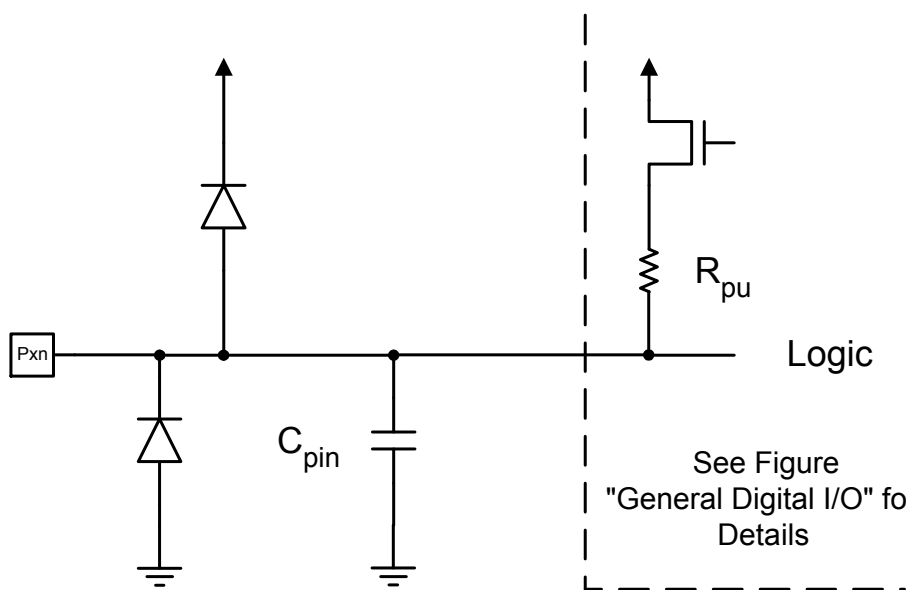 R
pu
Pxn
Logic
C
pin
See Figure
"General Digital I/O" fo
Details